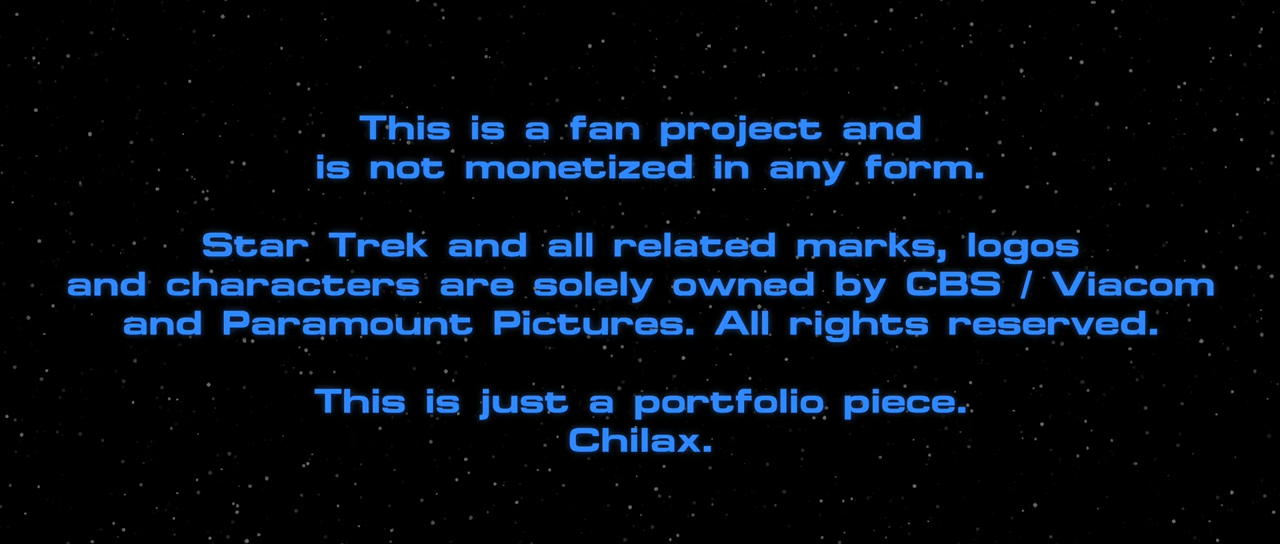 This is a fan project and
is not monetized in any form.
Star Trek and all related marks, logos
and characters are solely owned by CBS / Viacom
and Paramount Pictures. All rights reserved.
This is just a portfolio piece.
Chilax.